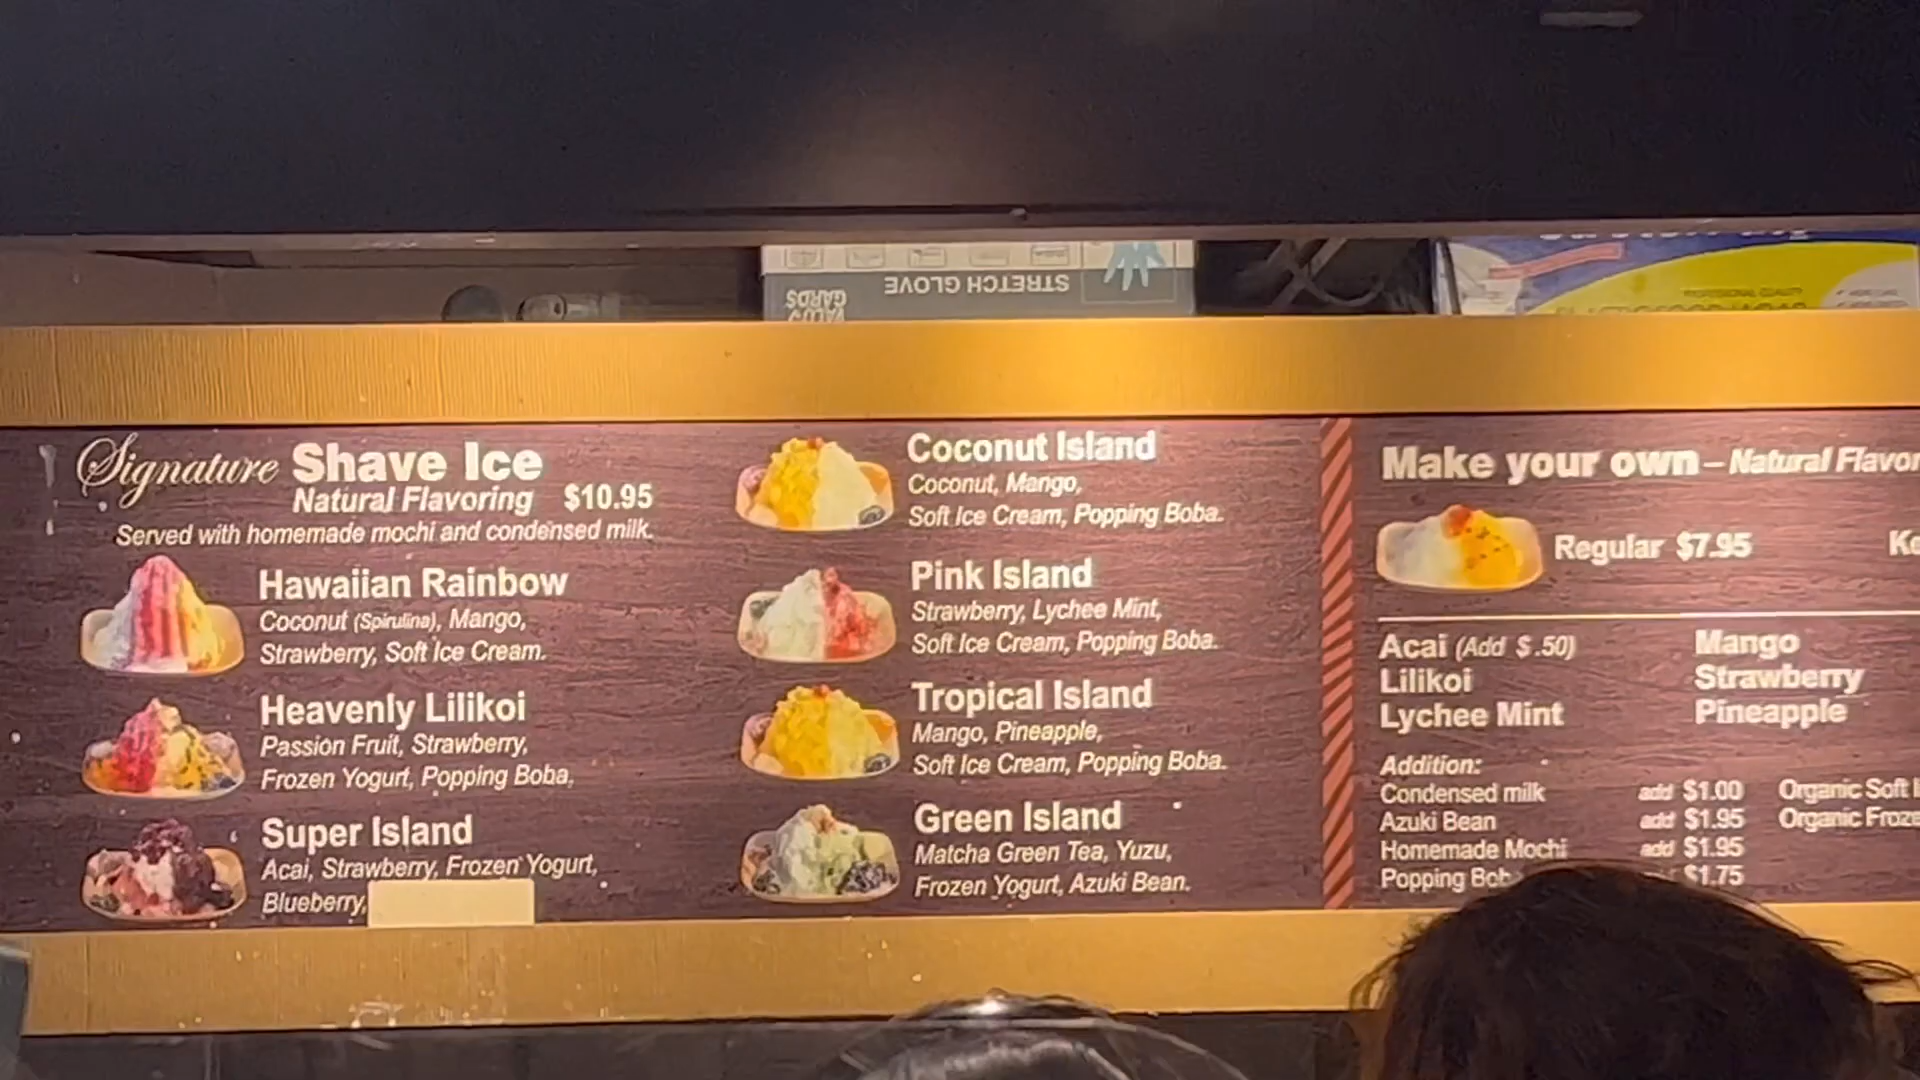 STRETCH GLOVE
VALU GARDS
Signature Shave Ice
Natural Flavoring $10.95
Served with homemade mochi and condensed milk.
Hawaiian Rainbow
Coconut (Spirulina), Mango,
Strawberry, Soft Ice Cream.
Heavenly Lilikoi
Passion Fruit, Strawberry,
Frozen Yogurt, Popping Boba,
Super Island
Acai, Strawberry, Frozen Yogurt,
Blueberry,
Coconut Island
Coconut, Mango,
Soft Ice Cream, Popping Boba.
Pink Island
Strawberry, Lychee Mint,
Soft Ice Cream, Popping Boba.
Tropical Island
Mango, Pineapple,
Soft Ice Cream, Popping Boba.
Green Island
Matcha Green Tea, Yuzu,
Frozen Yogurt, Azuki Bean.
Make your own – Natural Flavor
Regular $7.95
Acai (Add $.50)
Lilikoi
Lychee Mint
Mango
Strawberry
Pineapple
Addition:
Condensed milk add $1.00
Azuki Bean add $1.95
Homemade Mochi add $1.95
Popping Bob $1.75
Organic Soft
Organic Froze